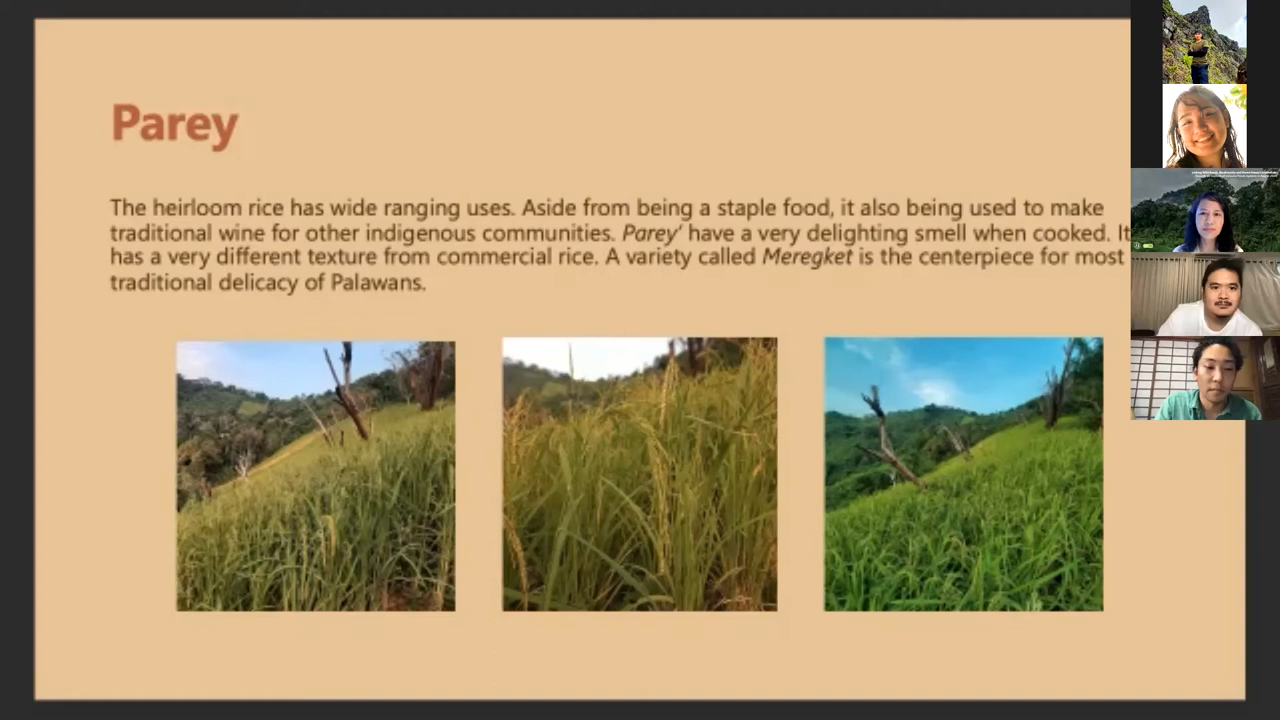 Parey
The heirloom rice has wide ranging uses. Aside from being a staple food, it also being used to make
traditional wine for other indigenous communities. Parey' have a very delighting smell when cooked. It
has a very different texture from commercial rice. A variety called Meregket is the centerpiece for most
traditional delicacy of Palawans.